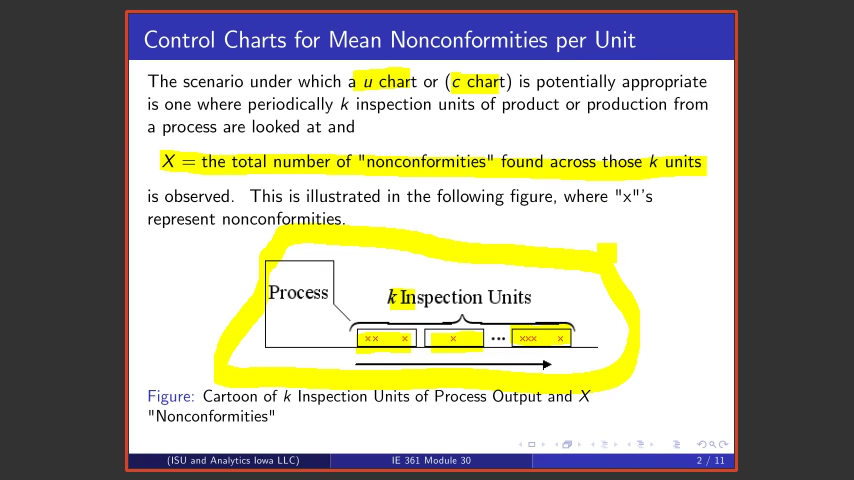 Control Charts for Mean Nonconformities per Unit
The scenario under which a u chart or (c chart) is potentially appropriate
is one where periodically k inspection units of product or production from
a process are looked at and
X = the total number of "nonconformities" found across those k units
is observed. This is illustrated in the following figure, where "x"'s
represent nonconformities.
Process
k Inspection Units
×× × × ... ××× ×
Figure: Cartoon of k Inspection Units of Process Output and X
"Nonconformities"
(ISU and Analytics Iowa LLC) IE 361 Module 30 2 / 11